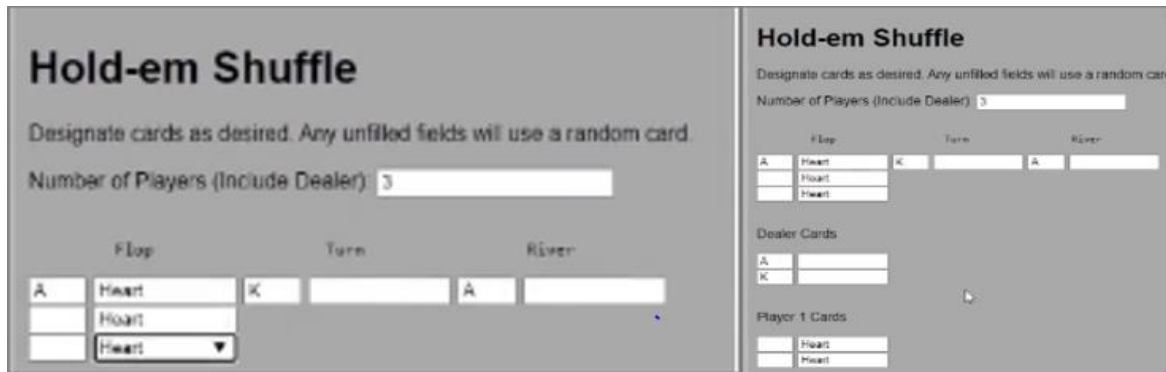 Hold-em Shuffle
Designate cards as desired. Any unfilled fields will use a random card.
Number of Players (Include Dealer): 3
Flop Turn River
A Heart K A
Heart
Heart
Hold-em Shuffle
Designate cards as desired. Any unfilled fields will use a random car
Number of Players (Include Dealer): 3
Flop Turn River
A Heart K A
Heart
Heart
Dealer Cards
A
K
Player 1 Cards
Heart
Heart